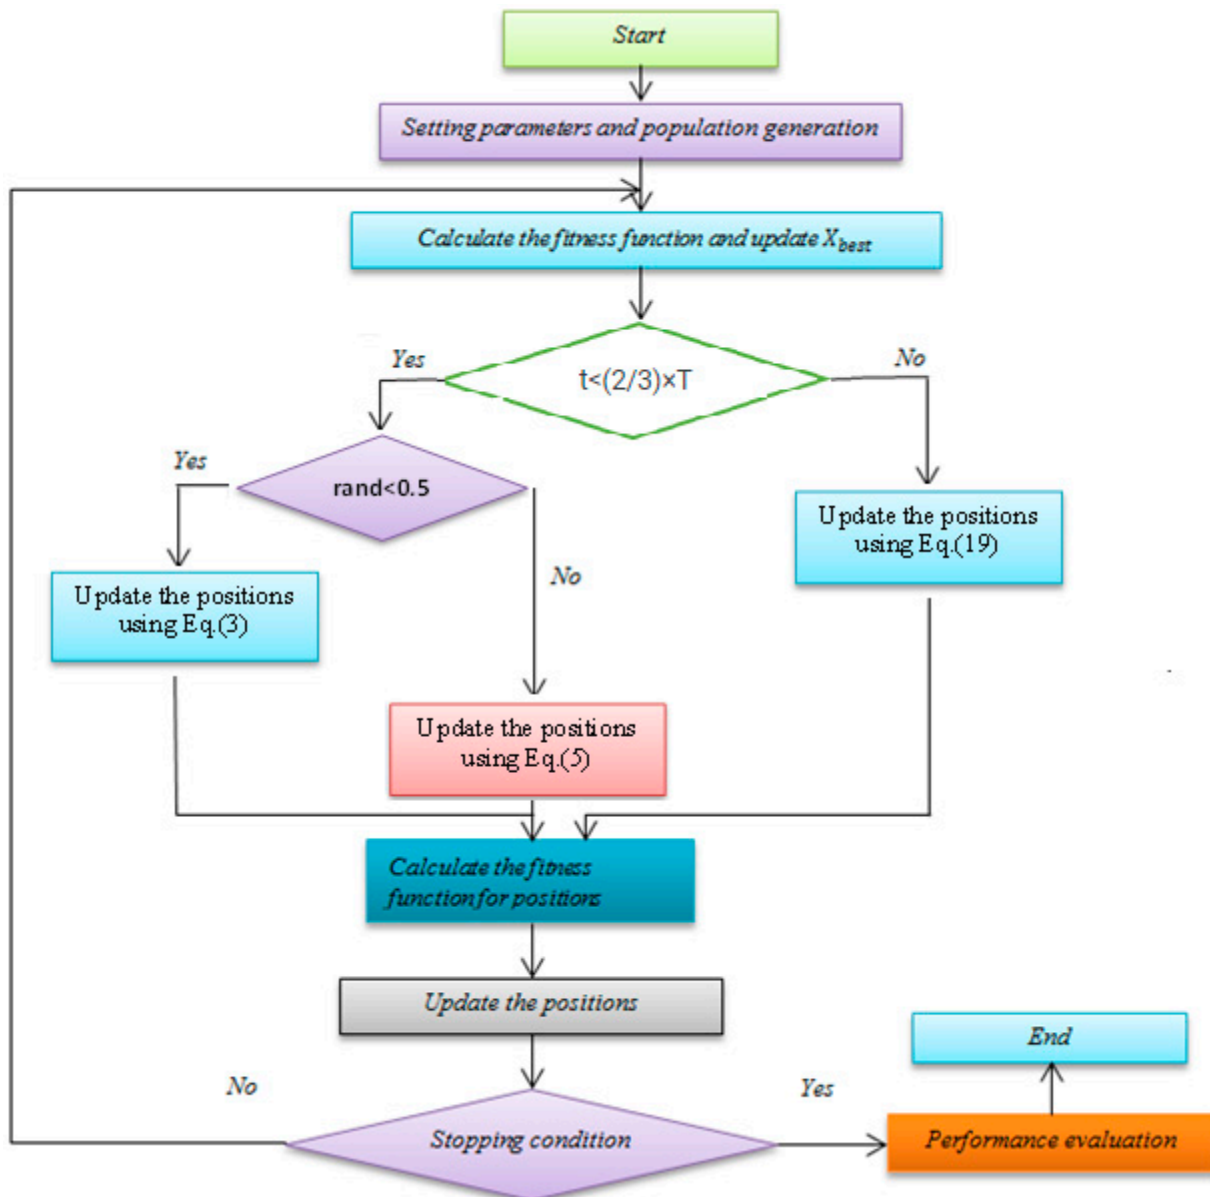 Start
Setting parameters and population generation
Calculate the fitness function and update X_best
t<(2/3)×T
Yes
No
rand<0.5
Yes
No
Update the positions
using Eq.(19)
Update the positions
using Eq.(3)
Update the positions
using Eq.(5)
Calculate the fitness
function for positions
Update the positions
Stopping condition
No
Yes
Performance evaluation
End